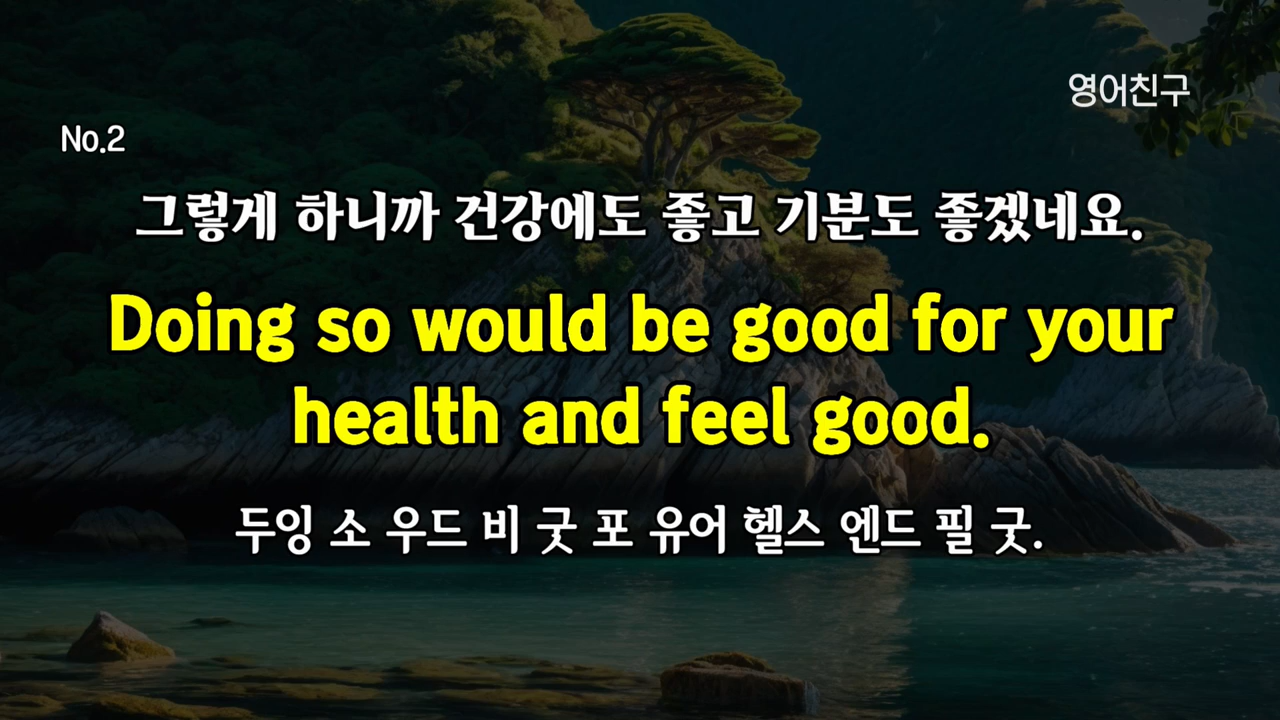 영어친구
No.2
그렇게 하니까 건강에도 좋고 기분도 좋겠네요.
Doing so would be good for your
health and feel good.
두잉 소 우드 비 굿 포 유어 헬스 엔드 필 굿.